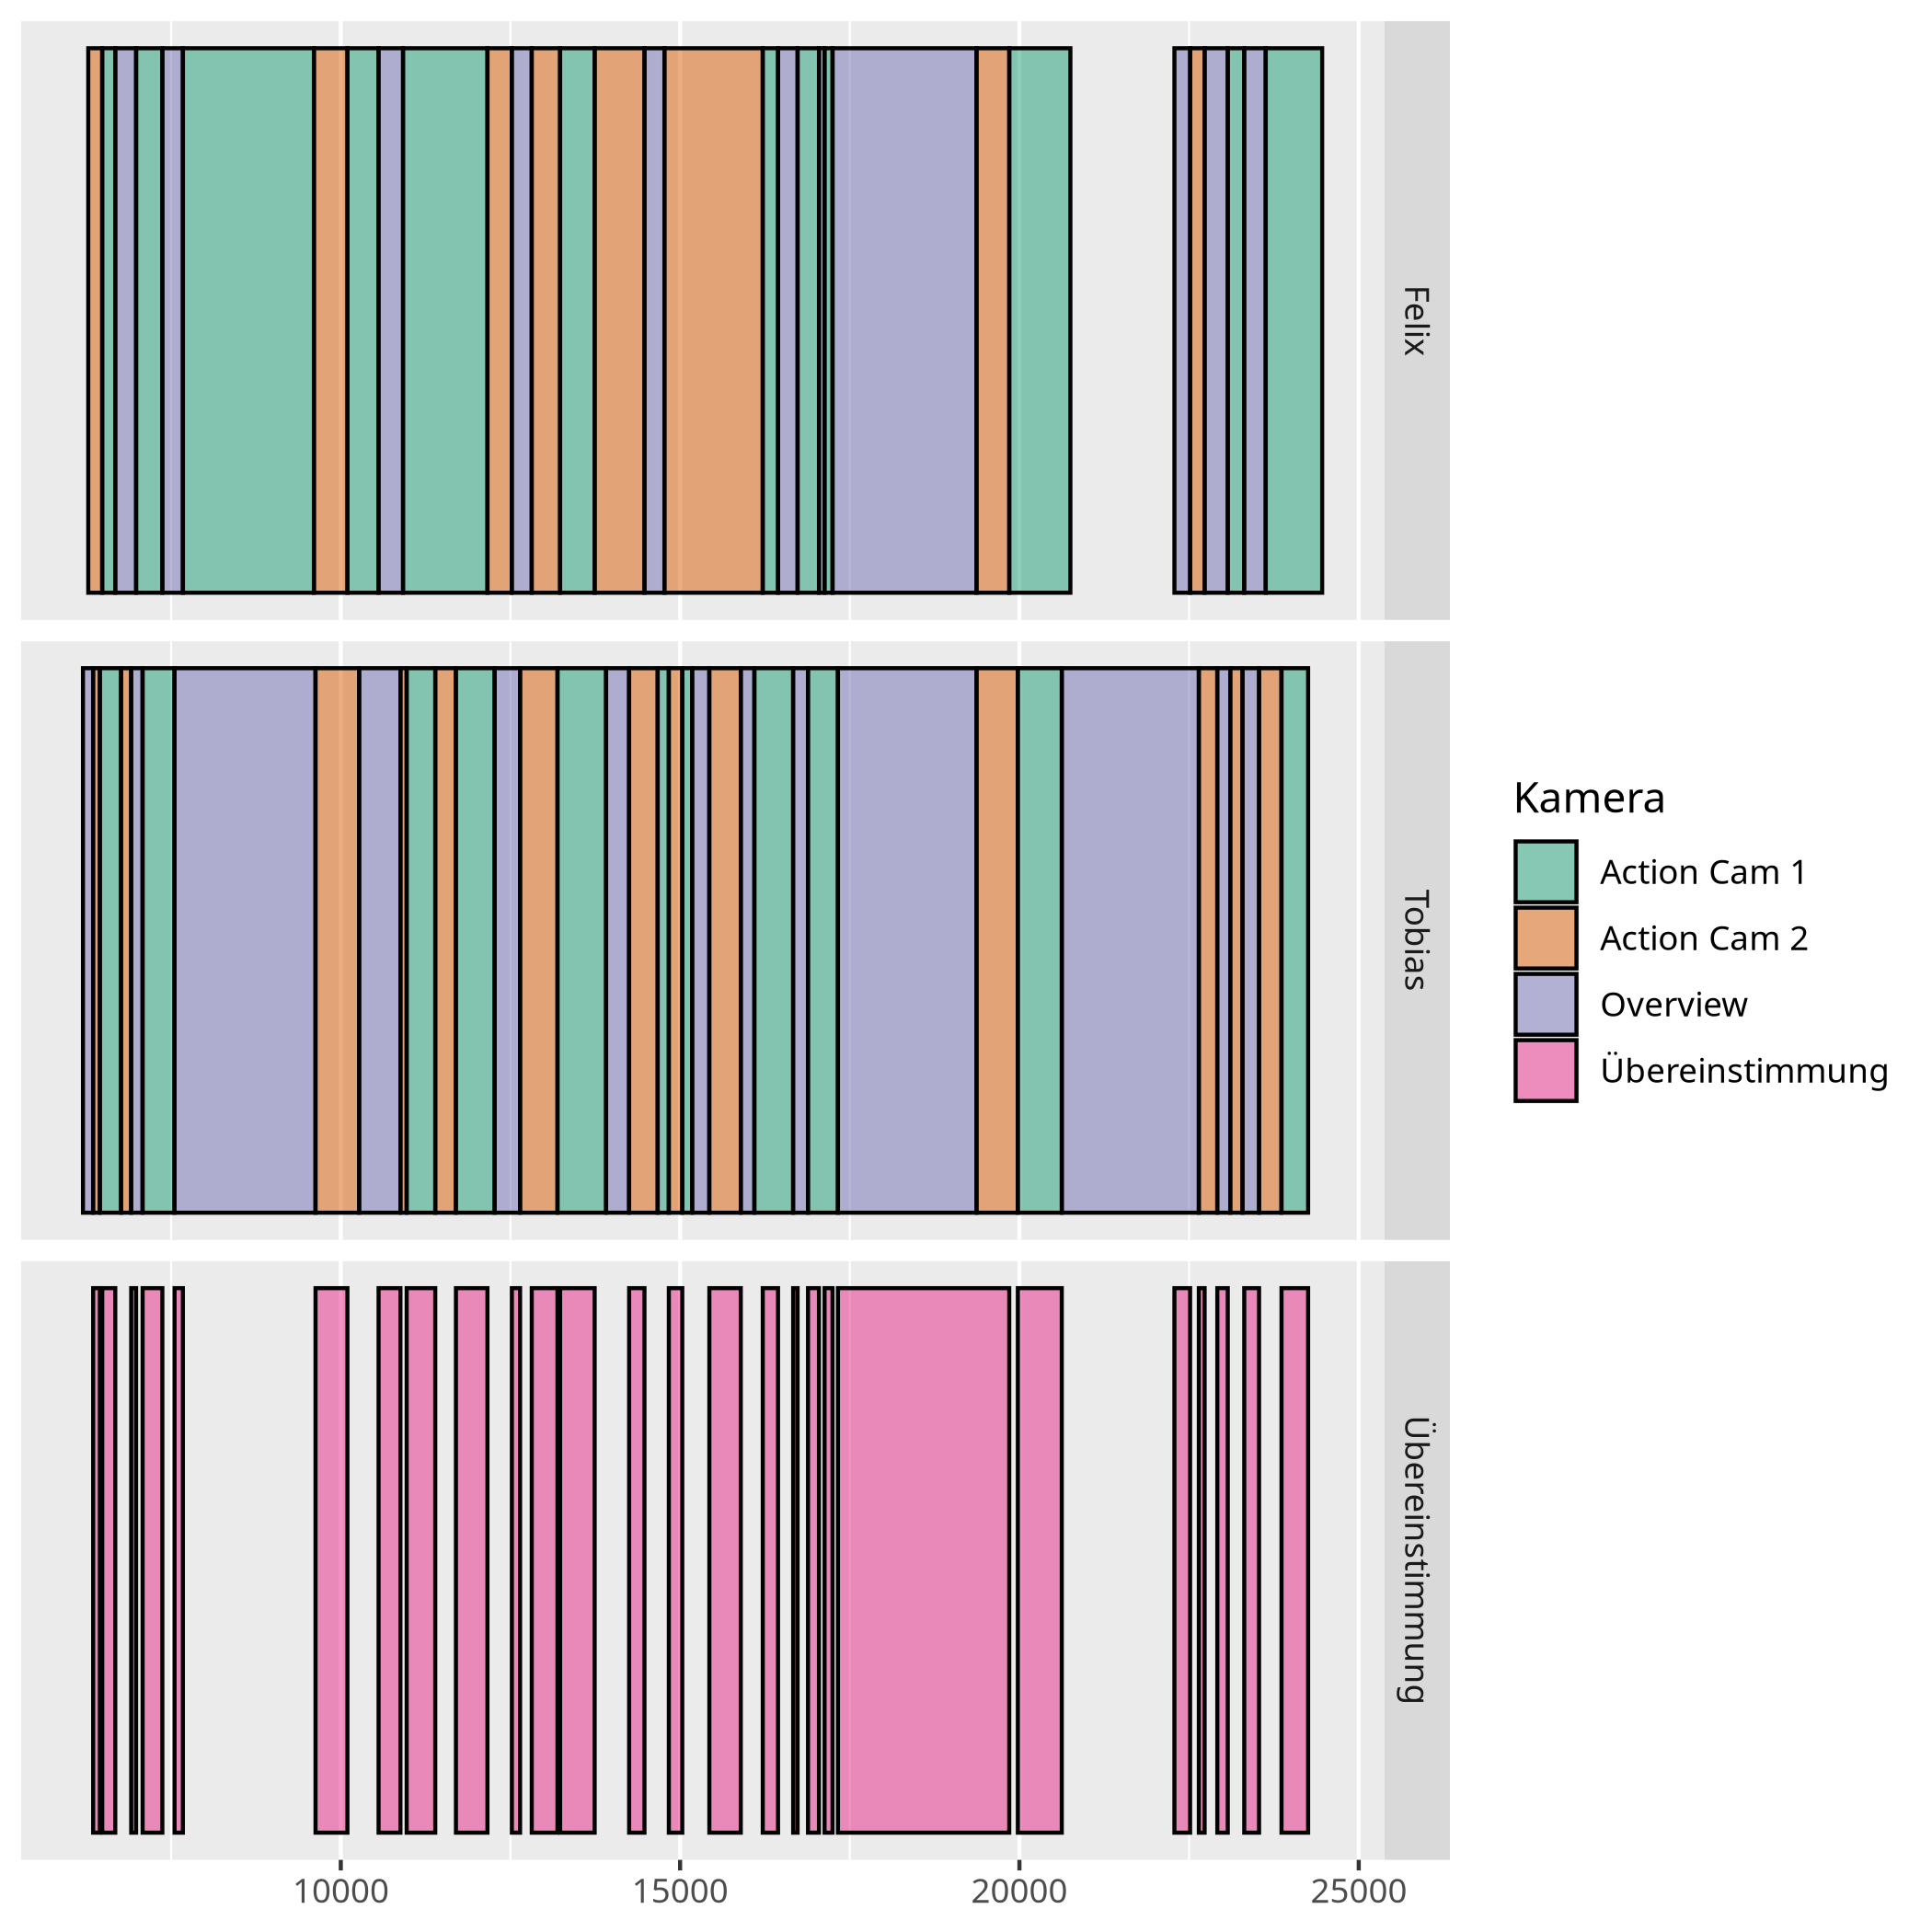 Felix
Tobias
Übereinstimmung
Kamera
Action Cam 1
Action Cam 2
Overview
Übereinstimmung
10000
15000
20000
25000